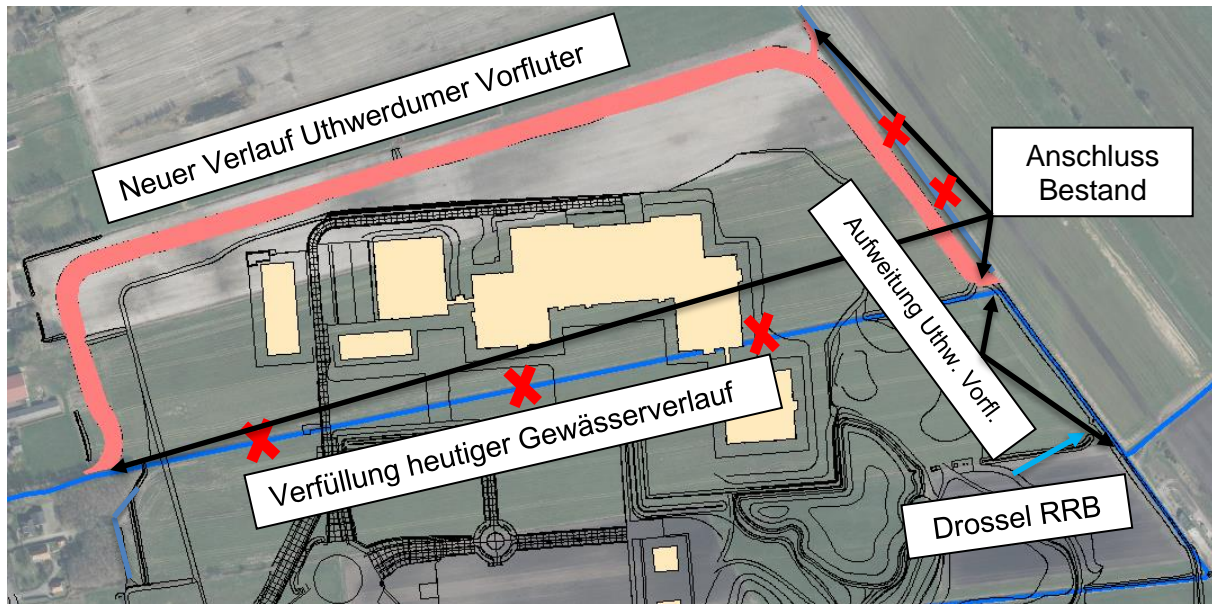 Neuer Verlauf Uthwerdumer Vorfluter
Anschluss
Bestand
Aufweitung Uthw. Vorfl.
Verfüllung heutiger Gewässerverlauf
Drossel RRB